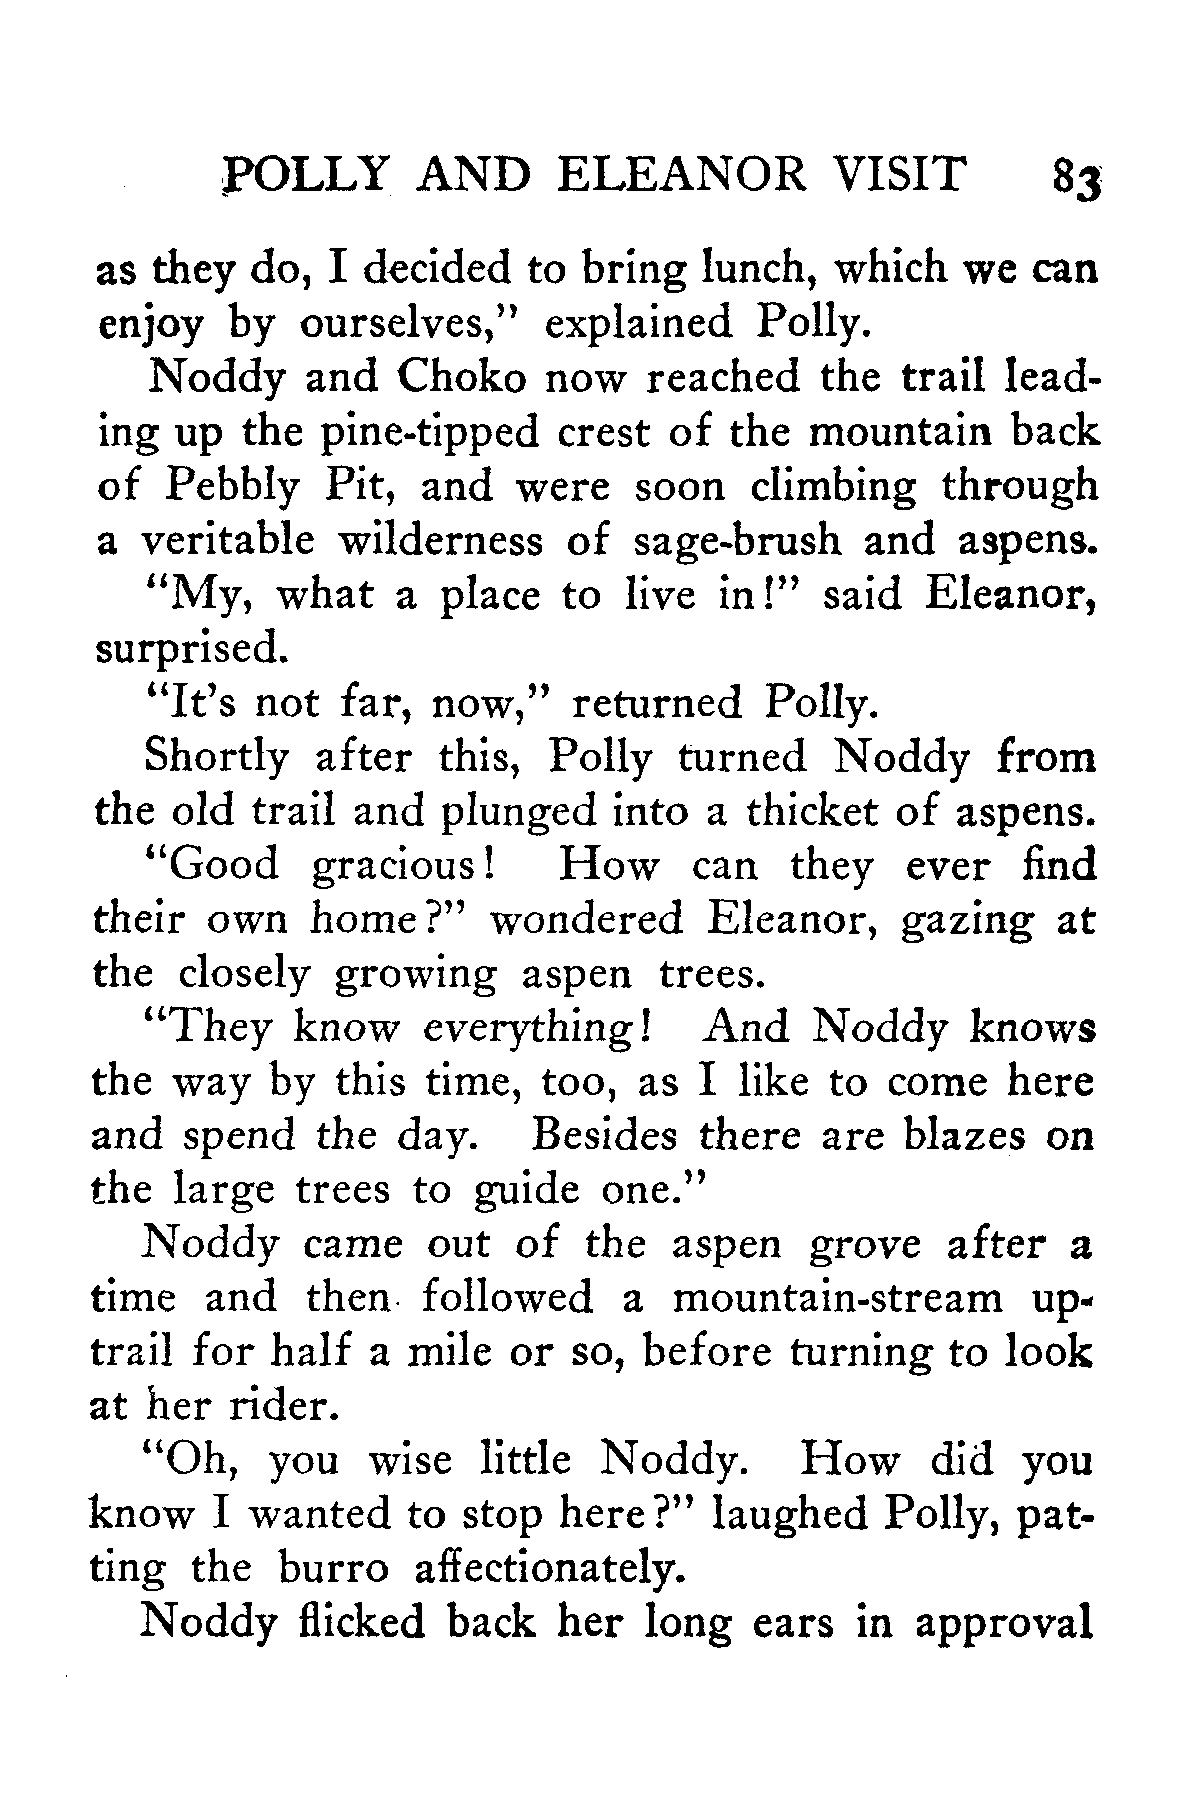 POLLY AND ELEANOR VISIT 83
as they do, I decided to bring lunch, which we can
enjoy by ourselves,” explained Polly.
Noddy and Choko now reached the trail lead-
ing up the pine-tipped crest of the mountain back
of Pebbly Pit, and were soon climbing through
a veritable wilderness of sage-brush and aspens.
“My, what a place to live in!” said Eleanor,
surprised.
“It’s not far, now,” returned Polly.
Shortly after this, Polly turned Noddy from
the old trail and plunged into a thicket of aspens.
“Good gracious! How can they ever find
their own home?” wondered Eleanor, gazing at
the closely growing aspen trees.
“They know everything! And Noddy knows
the way by this time, too, as I like to come here
and spend the day. Besides there are blazes on
the large trees to guide one.”
Noddy came out of the aspen grove after a
time and then followed a mountain-stream up-
trail for half a mile or so, before turning to look
at her rider.
“Oh, you wise little Noddy. How did you
know I wanted to stop here?” laughed Polly, pat-
ting the burro affectionately.
Noddy flicked back her long ears in approval